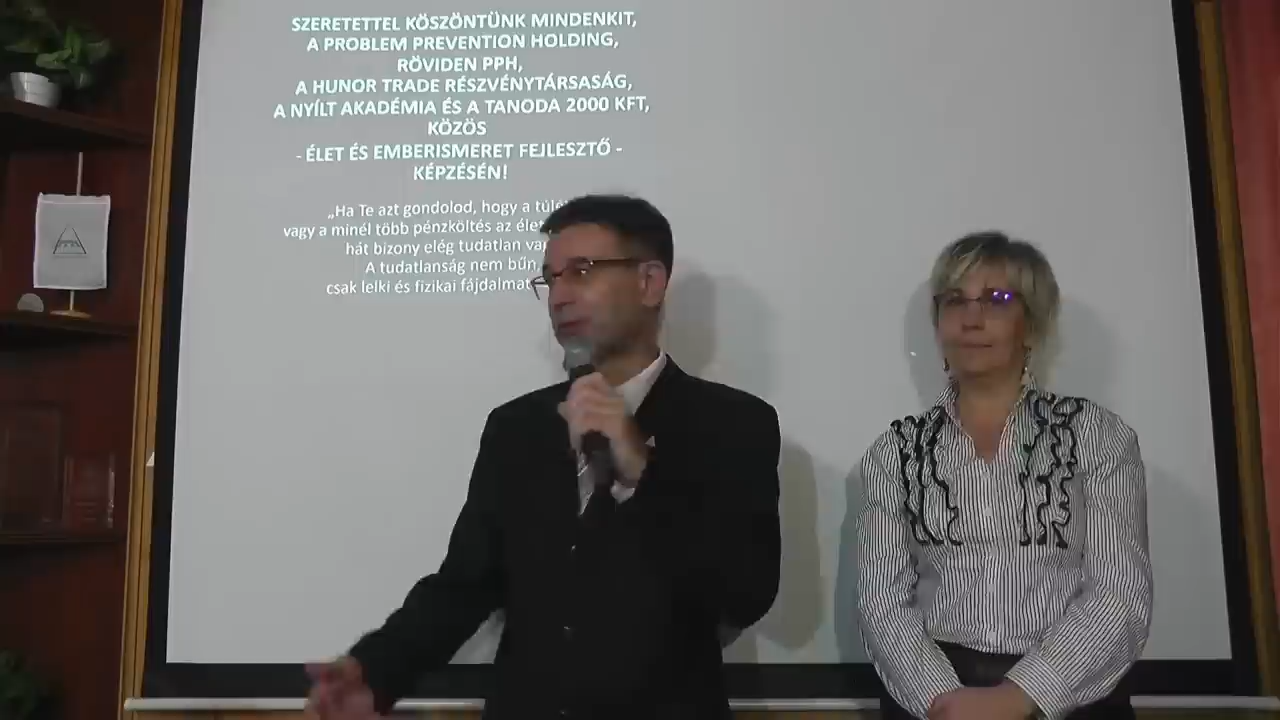 SZERETETTEL KÖSZÖNTÜNK MINDENKIT,
A PROBLEM PREVENTION HOLDING,
RÖVIDEN PPH,
A HUNOR TRADE RÉSZVÉNYTÁRSASÁG,
A NYÍLT AKADÉMIA ÉS A TANODA 2000 KFT,
KÖZÖS
- ÉLET ÉS EMBERISMERET FEJLESZTŐ -
KÉPZÉSÉN!
„Ha Te azt gondolod, hogy a
vagy a minél több pénzköltés az
hát bizony elég tudatlan
A tudatlanság nem bűn
csak lelki és fizikai